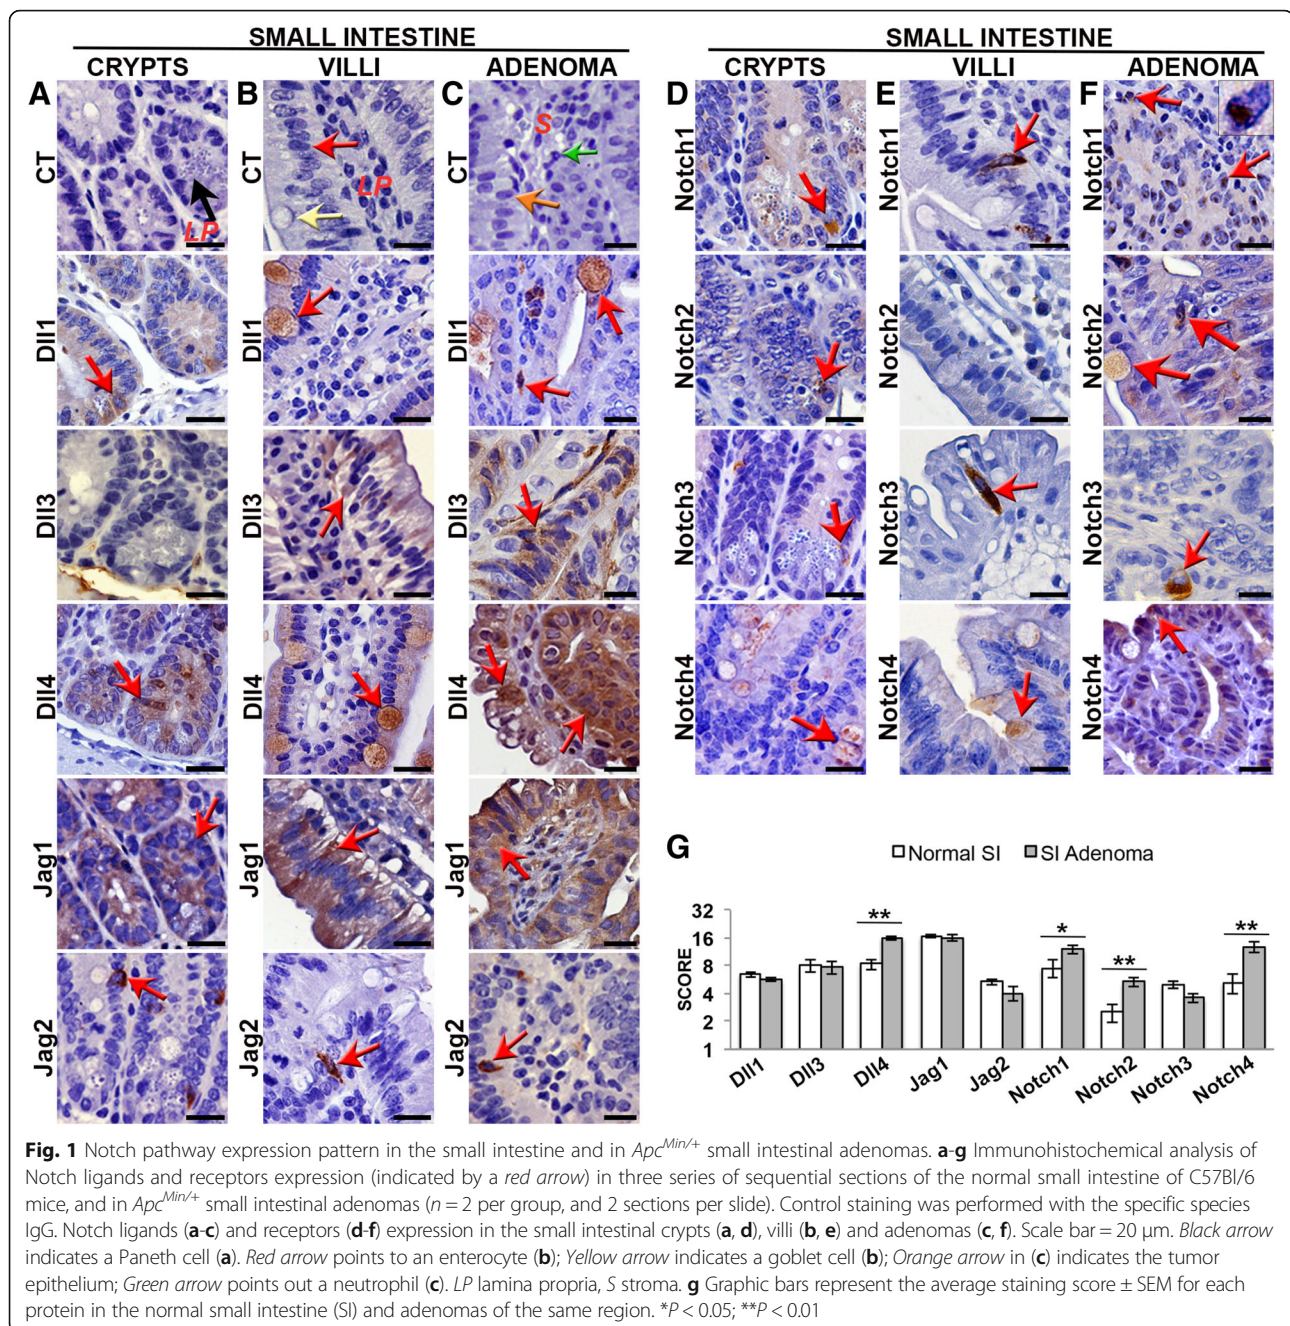 SMALL INTESTINE
CRYPTS VILLI ADENOMA
A B C
CT
LP
LP
S
Dll1
Dll1
Dll1
Dll3
Dll3
Dll3
Dll4
Dll4
Dll4
Jag1
Jag1
Jag1
Jag2
Jag2
Jag2
CT
CT
SMALL INTESTINE
CRYPTS VILLI ADENOMA
D E F
Notch1
Notch1
Notch1
Notch2
Notch2
Notch2
Notch3
Notch3
Notch3
Notch4
Notch4
Notch4
G
Normal SI SI Adenoma
SCORE
32
16
8
4
2
1
**
*
**
**
Dll1 Dll3 Dll4 Jag1 Jag2 Notch1 Notch2 Notch3 Notch4
Fig. 1 Notch pathway expression pattern in the small intestine and in Apc^Min/+ small intestinal adenomas. a-g Immunohistochemical analysis of
Notch ligands and receptors expression (indicated by a red arrow) in three series of sequential sections of the normal small intestine of C57Bl/6
mice, and in Apc^Min/+ small intestinal adenomas (n = 2 per group, and 2 sections per slide). Control staining was performed with the specific species
IgG. Notch ligands (a-c) and receptors (d-f) expression in the small intestinal crypts (a, d), villi (b, e) and adenomas (c, f). Scale bar = 20 μm. Black arrow
indicates a Paneth cell (a). Red arrow points to an enterocyte (b); Yellow arrow indicates a goblet cell (b); Orange arrow in (c) indicates the tumor
epithelium; Green arrow points out a neutrophil (c). LP lamina propria, S stroma. g Graphic bars represent the average staining score ± SEM for each
protein in the normal small intestine (SI) and adenomas of the same region. *P < 0.05; **P < 0.01